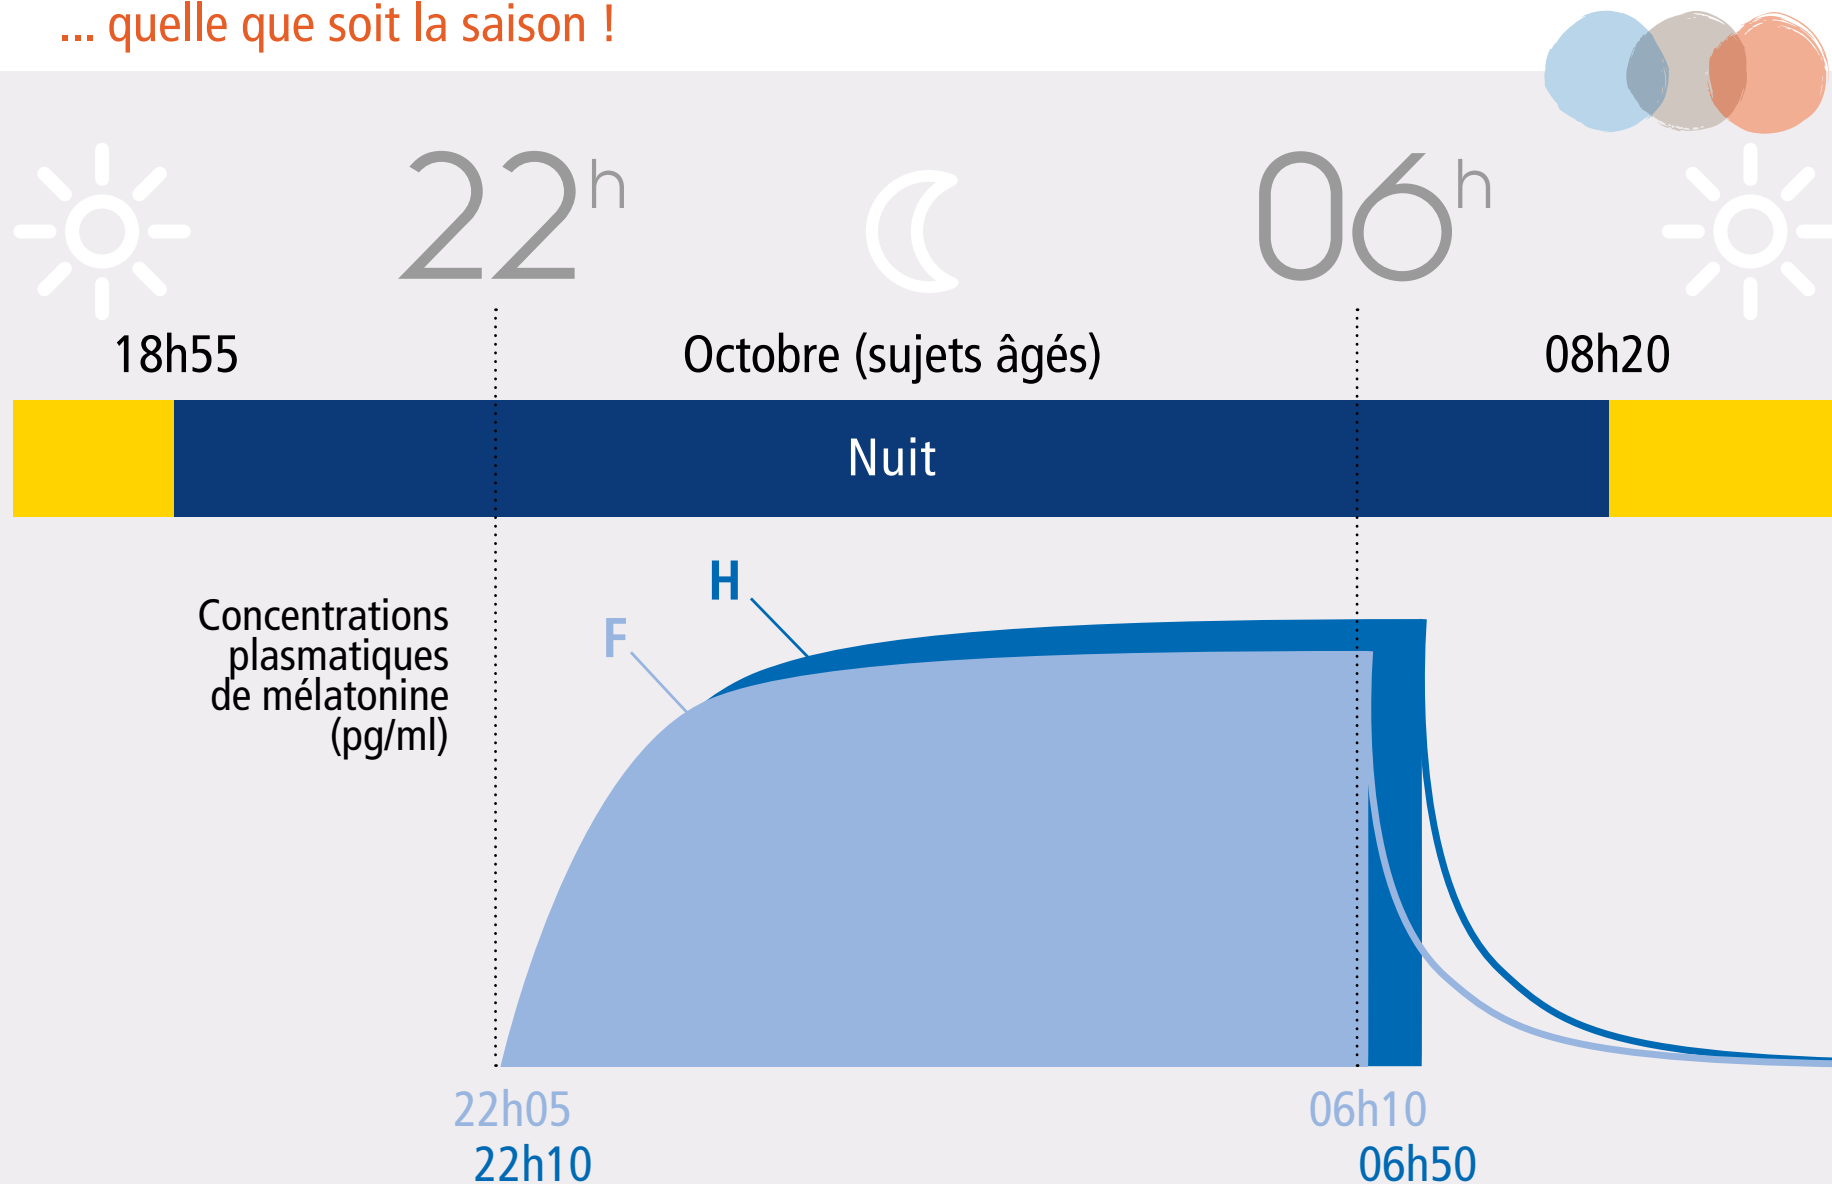 ... quelle que soit la saison !
22h
06h
18h55
Octobre (sujets âgés)
08h20
Nuit
H
F
Concentrations
plasmatiques
de mélatonine
(pg/ml)
22h05
06h10
22h10
06h50